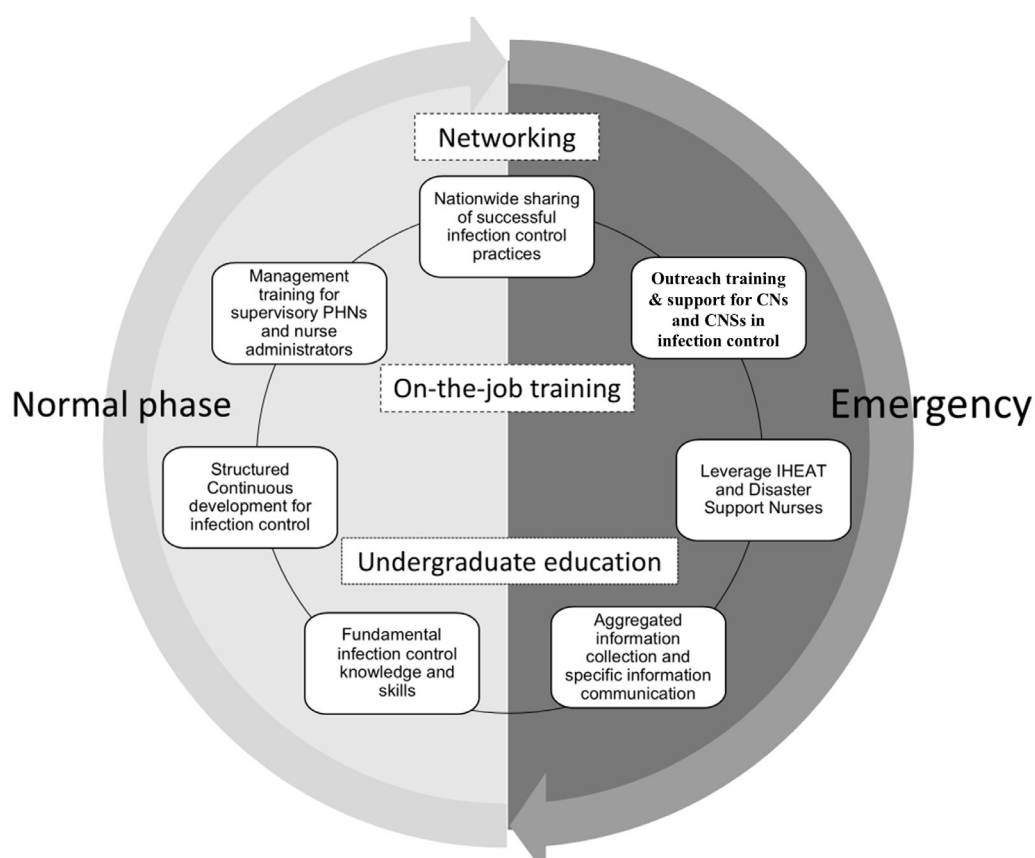 Networking
Nationwide sharing
of successful
infection control
practices
Management
training for
supervisory PHNs
and nurse
administrators
Outreach training
& support for CNs
and CNSs in
infection control
On-the-job training
Normal phase
Emergency
Structured
Continuous
development for
infection control
Leverage IHEAT
and Disaster
Support Nurses
Undergraduate education
Fundamental
infection control
knowledge and
skills
Aggregated
information
collection and
specific information
communication